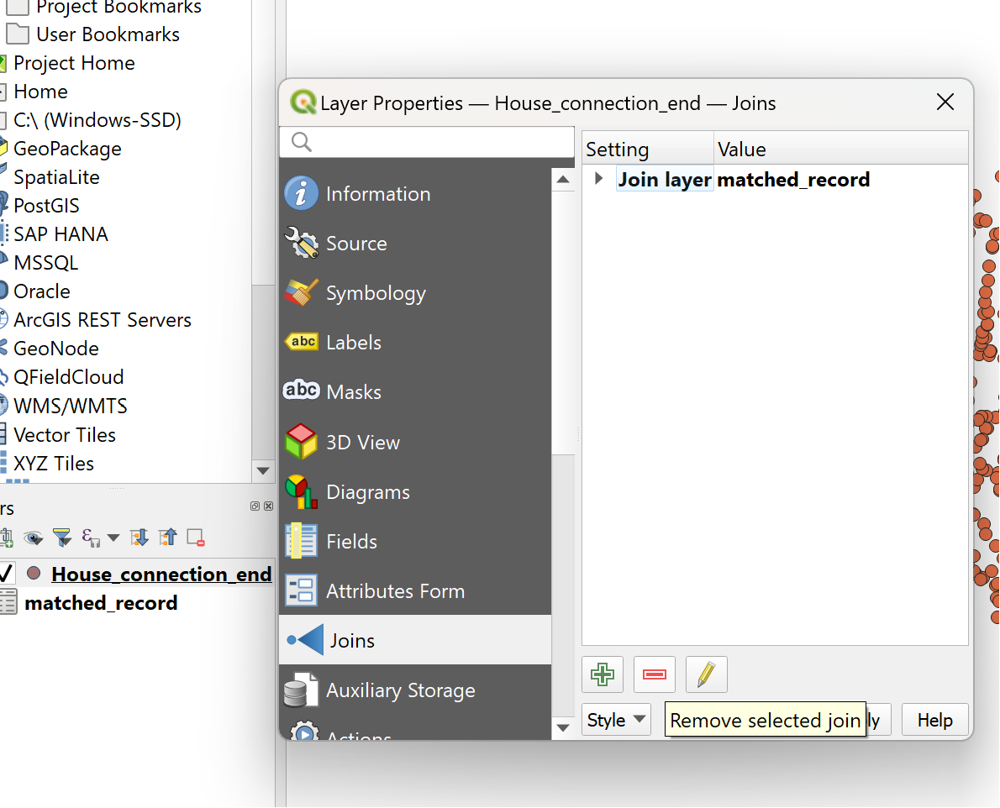 Project Bookmarks
User Bookmarks
Project Home
Home
C:\ (Windows-SSD)
GeoPackage
SpatiaLite
PostGIS
SAP HANA
MSSQL
Oracle
ArcGIS REST Servers
GeoNode
QFieldCloud
WMS/WMTS
Vector Tiles
XYZ Tiles
rs
House_connection_end
matched_record
Layer Properties — House_connection_end — Joins
Information
Source
Symbology
abc Labels
abc Masks
3D View
Diagrams
Fields
Attributes Form
Joins
Auxiliary Storage
Actions
Setting Value
Join layer matched_record
Style
Remove selected join
ly
Help